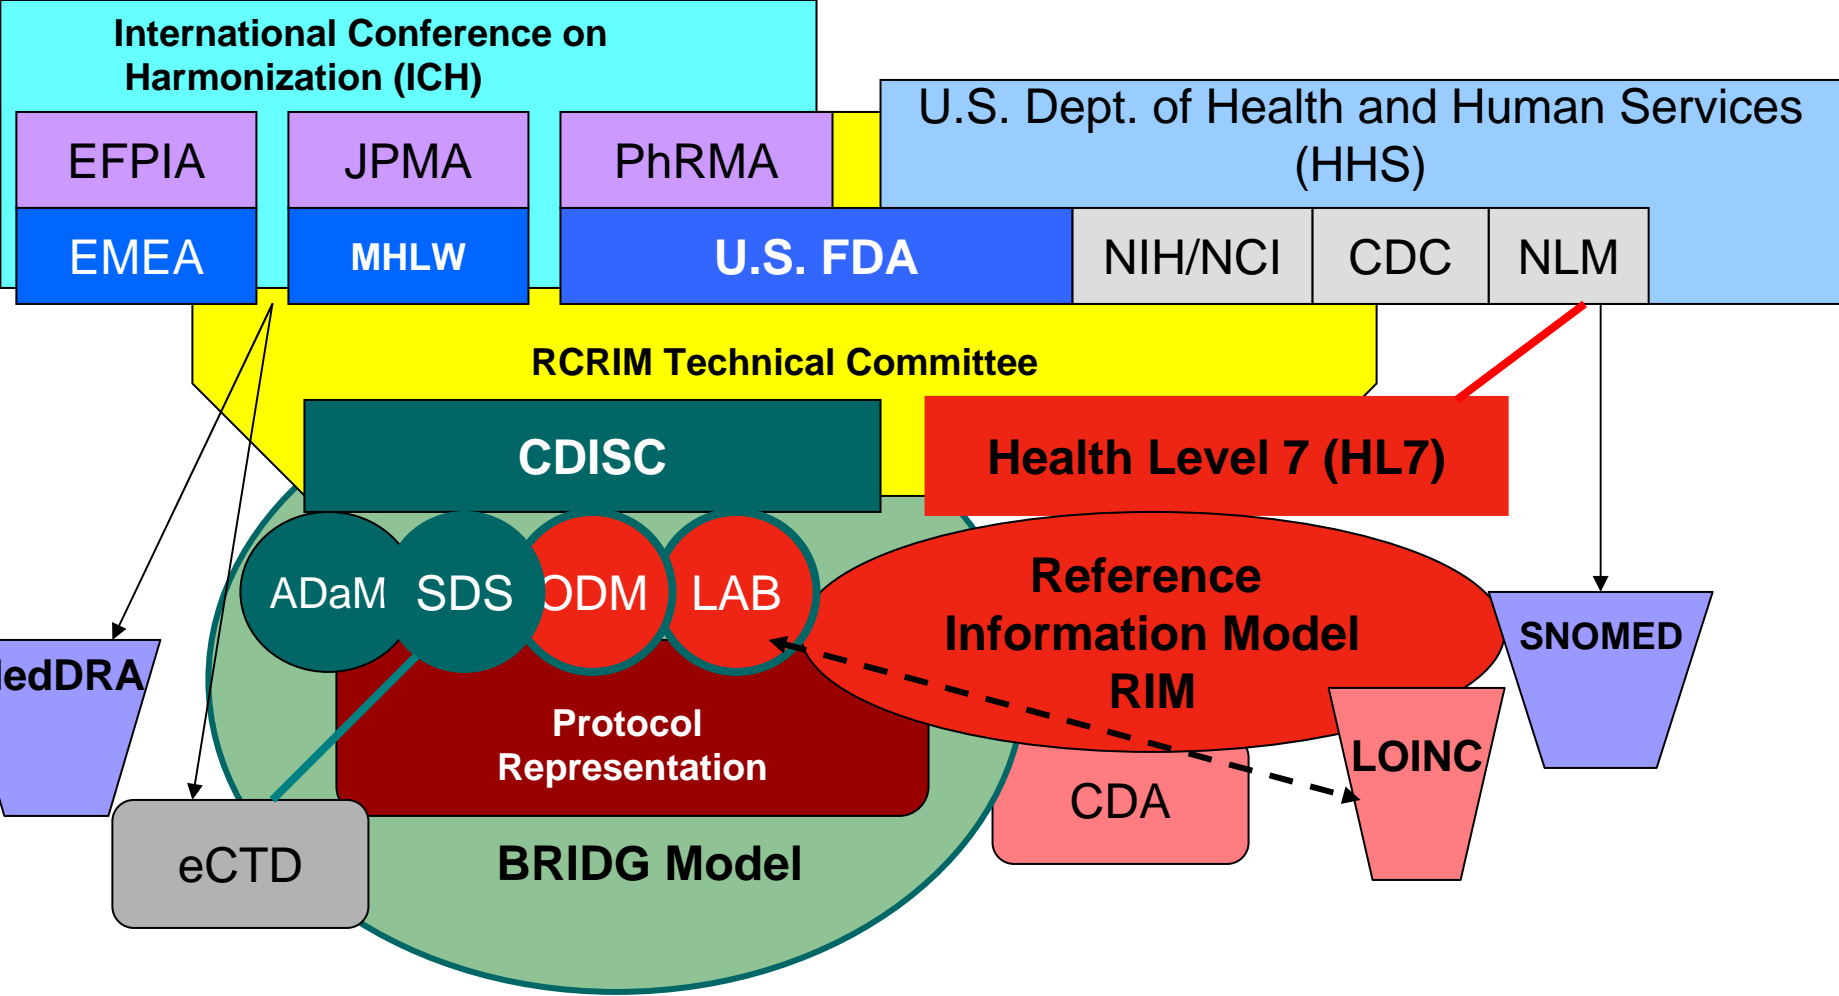 International Conference on
Harmonization (ICH)
U.S. Dept. of Health and Human Services
(HHS)
EFPIA
JPMA
PhRMA
EMEA
MHLW
U.S. FDA
NIH/NCI
CDC
NLM
RCRIM Technical Committee
CDISC
Health Level 7 (HL7)
ADaM
SDS
ODM
LAB
Reference
Information Model
RIM
SNOMED
edDRA
Protocol
Representation
LOINC
CDA
eCTD
BRIDG Model